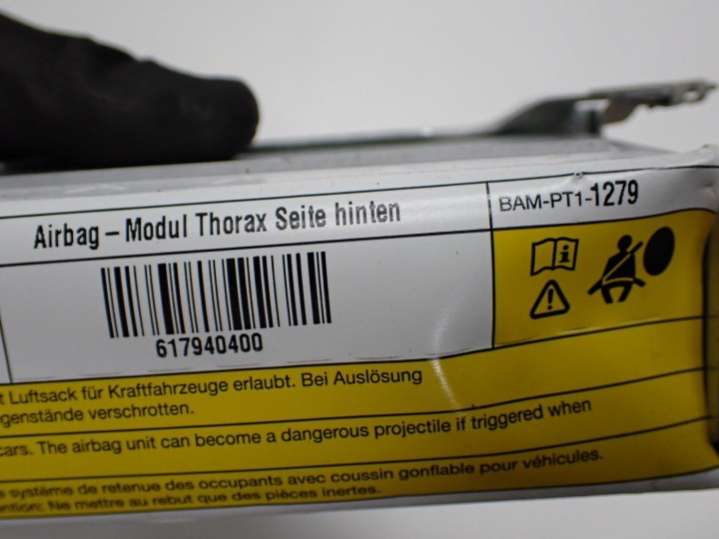 Airbag – Modul Thorax Seite hinten
BAM-PT1-1279
617940400
t Luftsack für Kraftfahrzeuge erlaubt. Bei Auslösung
genstände verschrotten.
cars. The airbag unit can become a dangerous projectile if triggered when
système de retenue des occupants avec coussin gonflable pour véhicules.
ention: Ne mettre au rebut que des pièces inertes.